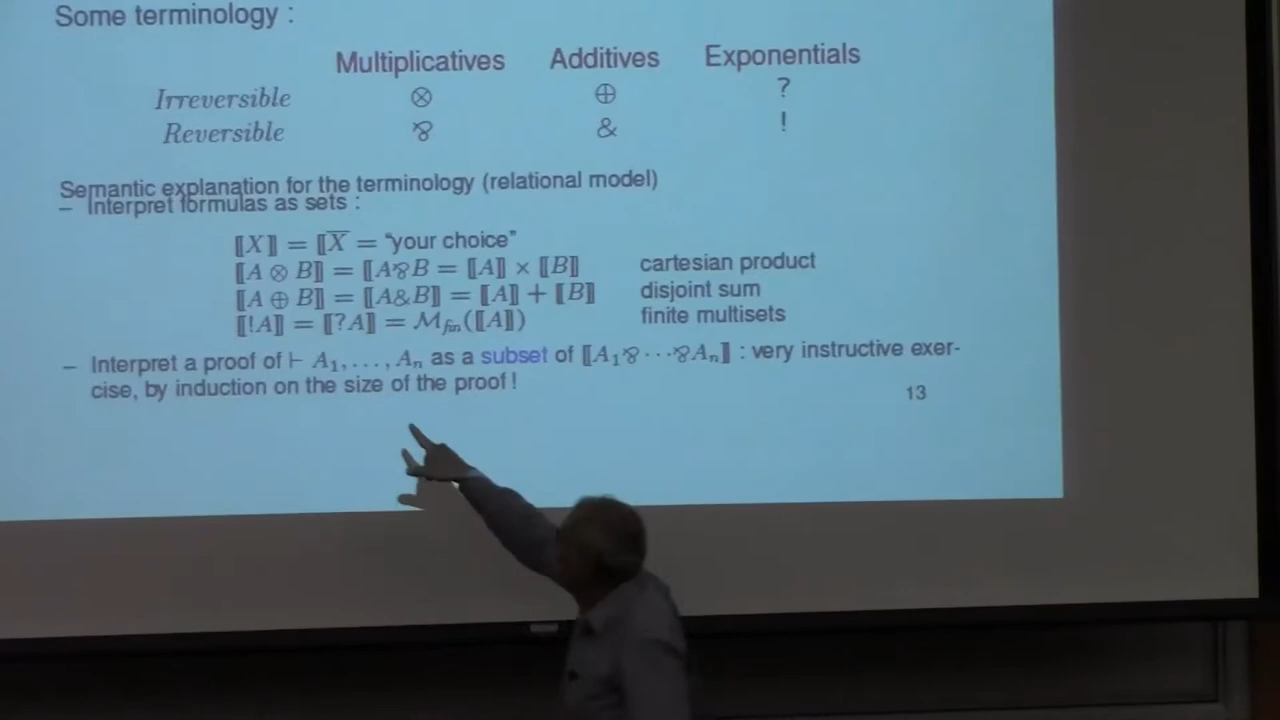 Some terminology :
Multiplicatives Additives Exponentials
Irreversible ⊗ ⊕ ?
Reversible ⅋ & !
Semantic explanation for the terminology (relational model)
– Interpret formulas as sets :
⟦X⟧ = ⟦X̅ = “your choice”
⟦A ⊗ B⟧ = ⟦A⅋B = ⟦A⟧ × ⟦B⟧ cartesian product
⟦A ⊕ B⟧ = ⟦A&B⟧ = ⟦A⟧ + ⟦B⟧ disjoint sum
⟦!A⟧ = ⟦?A⟧ = ℳfin(⟦A⟧) finite multisets
– Interpret a proof of ⊢ A₁, . . . , Aₙ as a subset of ⟦A₁⅋ · · · ⅋Aₙ⟧ : very instructive exer-
cise, by induction on the size of the proof !
13